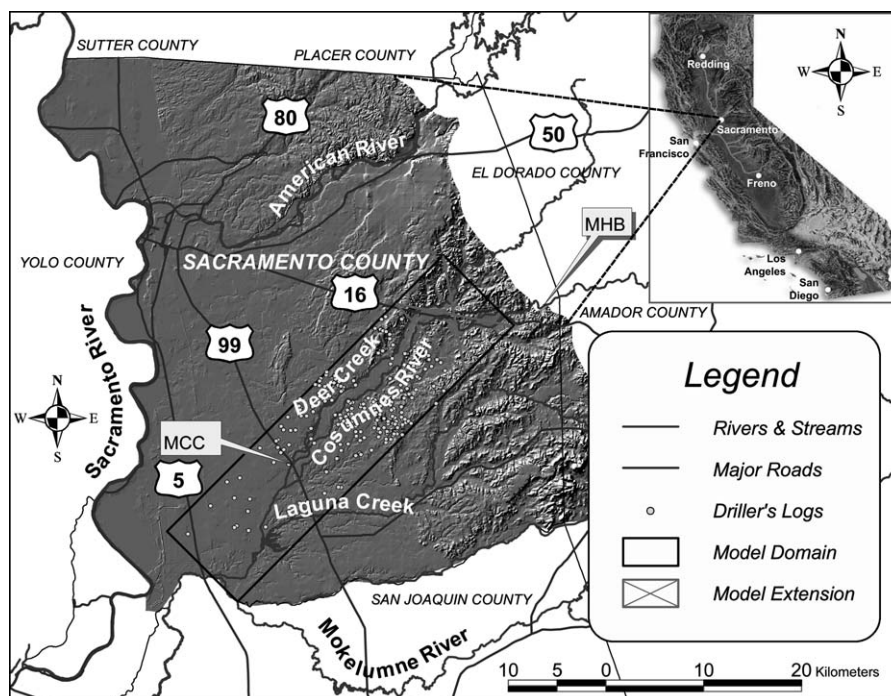 SUTTER COUNTY
PLACER COUNTY
N
W E
S
Redding
Sacramento
San
Francisco
Freno
Los
Angeles
San
Diego
80
American River
50
EL DORADO COUNTY
MHB
YOLO COUNTY
SACRAMENTO COUNTY
16
AMADOR COUNTY
99
Sacramento River
N
W E
S
Deer Creek
Cosumnes River
MCC
5
Laguna Creek
SAN JOAQUIN COUNTY
Mokelumne River
Legend
Rivers & Streams
Major Roads
Driller's Logs
Model Domain
Model Extension
10 5 0 10 20 Kilometers